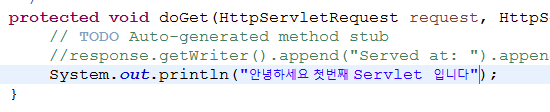 protected void doGet(HttpServletRequest request, HttpS
// TODO Auto-generated method stub
//response.getWriter().append("Served at: ").appen
System.out.println("안녕하세요 첫번째 Servlet 입니다");
}